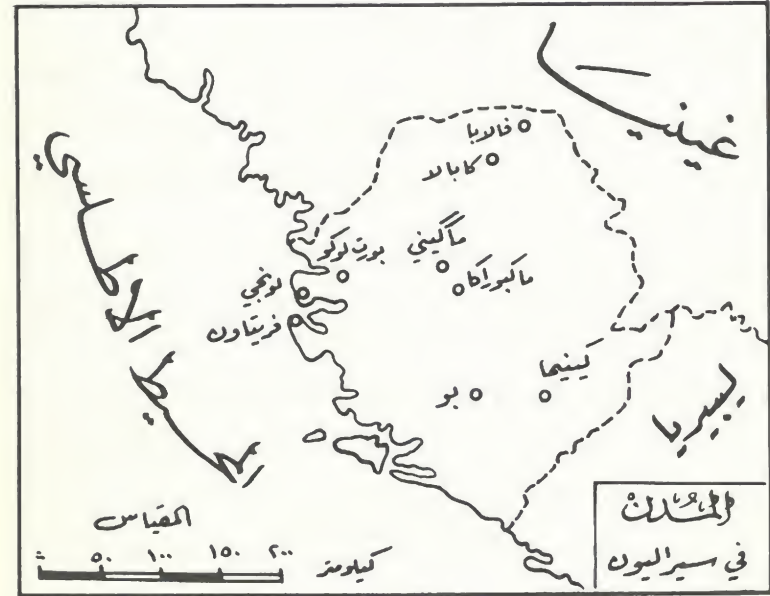 غينيا
فالابا
كابالا
ماكيني
بورت لوكو
ماكبوراكا
لونجي
فريتاون
المحيط الاطلسي
كينيما
بو
ليبيريا
المقياس
٠ ٥٠ ١٠٠ ١٥٠ ٢٠٠
كيلومتر
المُدُنْ
في سيراليون